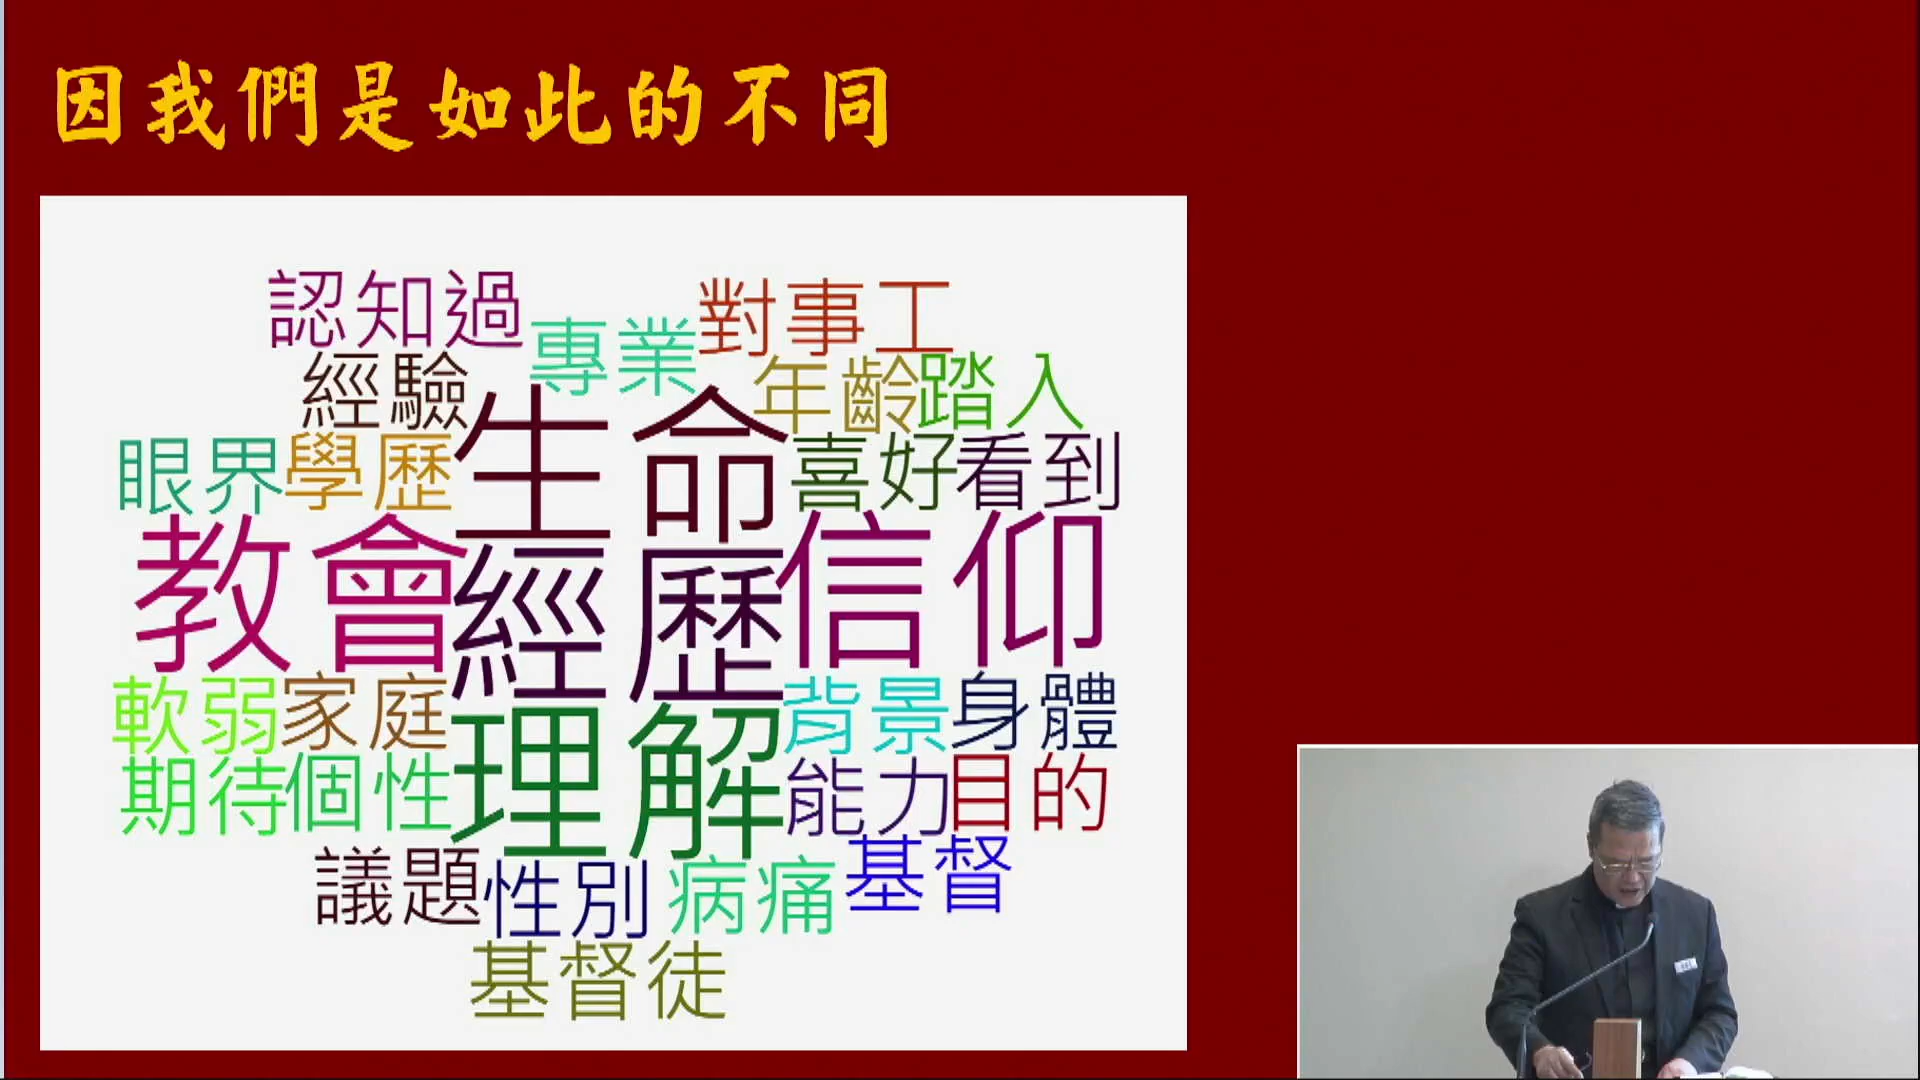 因我們是如此的不同
認知過
對事工
專業
經驗
年齡
踏入
眼界
學歷
生命
喜好
看到
教會
經歷
信仰
軟弱
家庭
理解
背景
身體
期待
個性
能力
目的
議題
性別
病痛
基督
基督徒